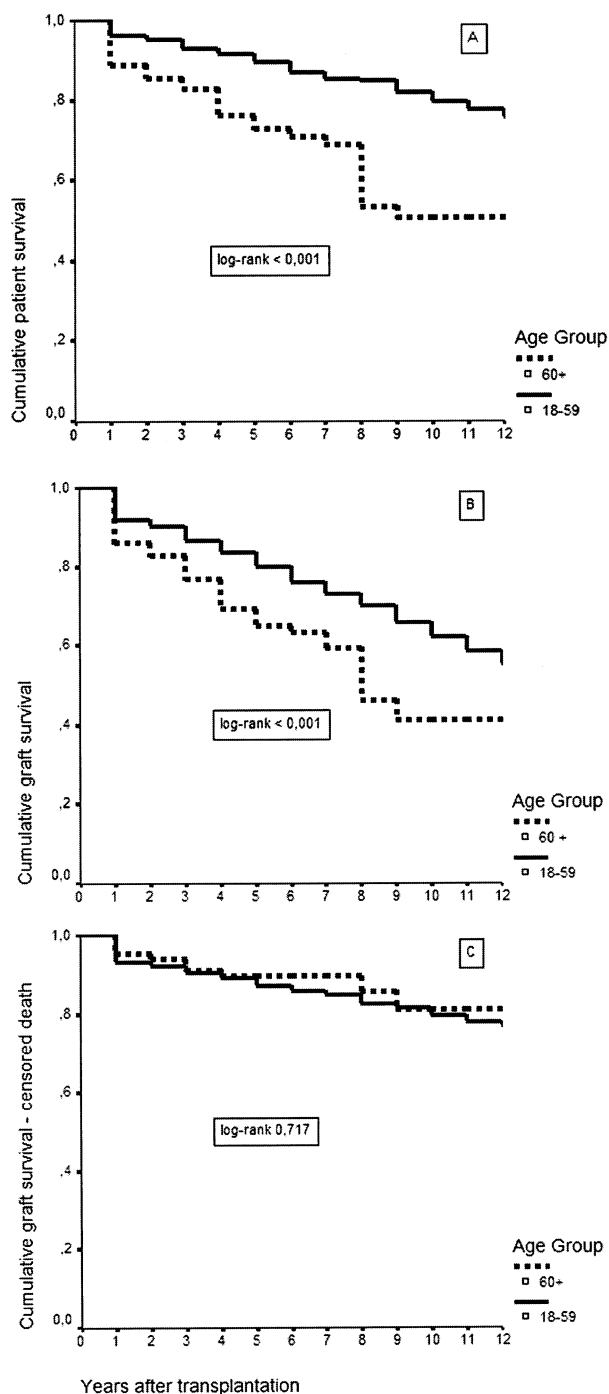 1,0
A
,8
,6
Cumulative patient survival
log-rank < 0,001
,4
,2
Age Group
60+
18-59
0,0
0 1 2 3 4 5 6 7 8 9 10 11 12
1,0
B
,8
,6
Cumulative graft survival
log-rank < 0,001
,4
,2
Age Group
60 +
18-59
0,0
0 1 2 3 4 5 6 7 8 9 10 11 12
1,0
C
,8
,6
Cumulative graft survival - censored death
log-rank 0,717
,4
,2
Age Group
60+
18-59
0,0
0 1 2 3 4 5 6 7 8 9 10 11 12
Years after transplantation